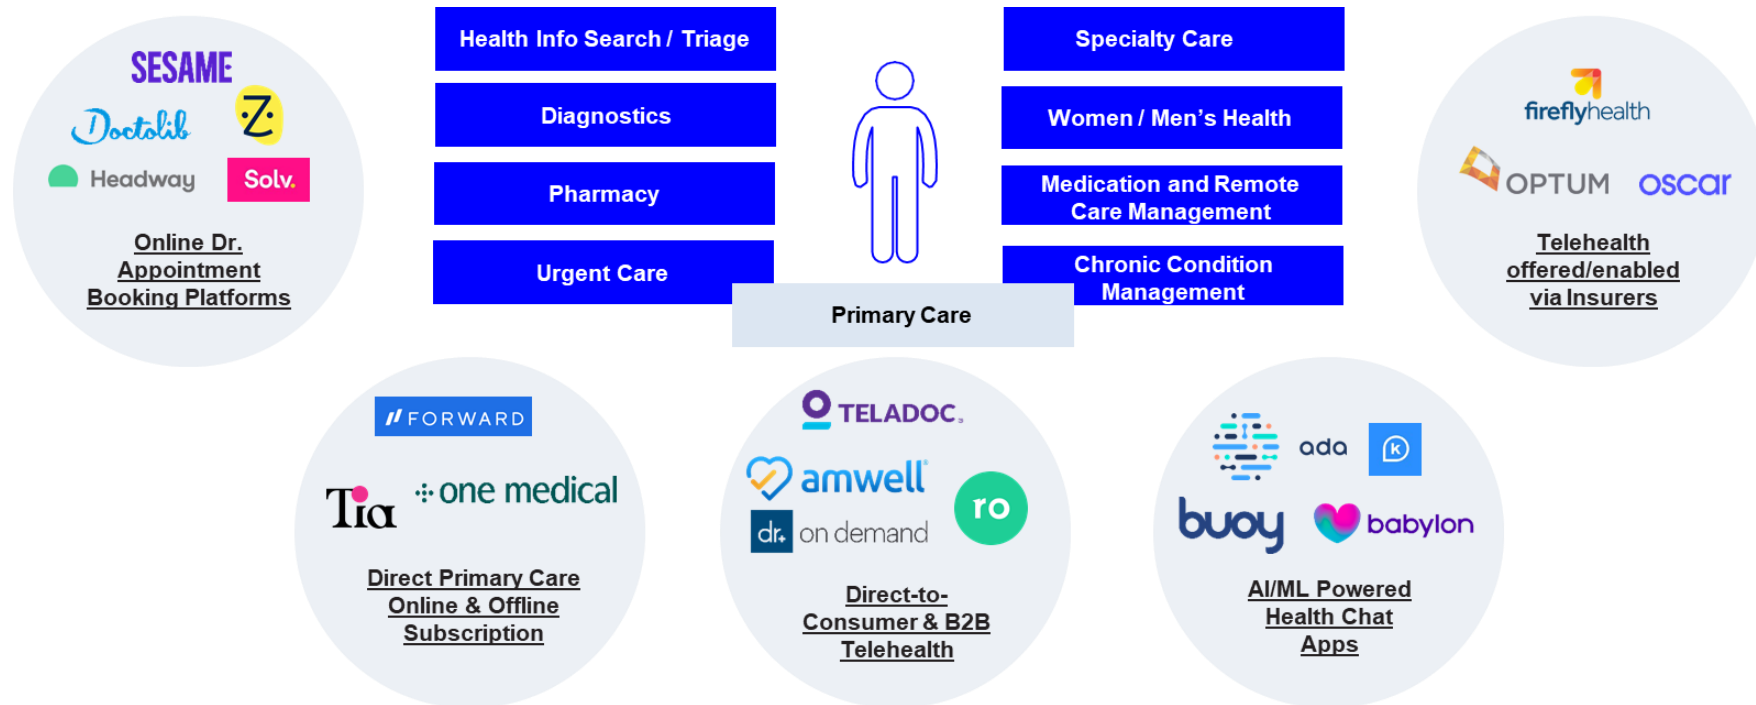 SESAME
Doctolib
Z
Headway
Solv.
Online Dr.
Appointment
Booking Platforms
Health Info Search / Triage
Diagnostics
Pharmacy
Urgent Care
Specialty Care
Women / Men's Health
Medication and Remote
Care Management
Chronic Condition
Management
Primary Care
fireflyhealth
OPTUM
oscar
Telehealth
offered/enabled
via Insurers
FORWARD
Tia
one medical
Direct Primary Care
Online & Offline
Subscription
TELADOC
amwell
ro
dr+ on demand
Direct-to-
Consumer & B2B
Telehealth
ada
k
buoy
babylon
AI/ML Powered
Health Chat
Apps